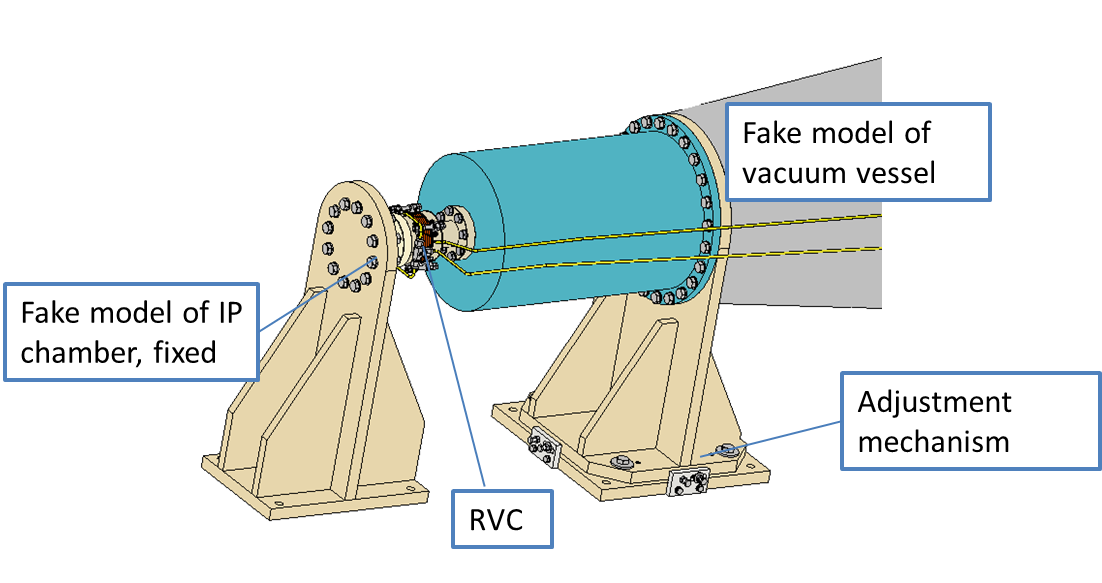 Fake model of
vacuum vessel
Fake model of IP
chamber, fixed
Adjustment
mechanism
RVC